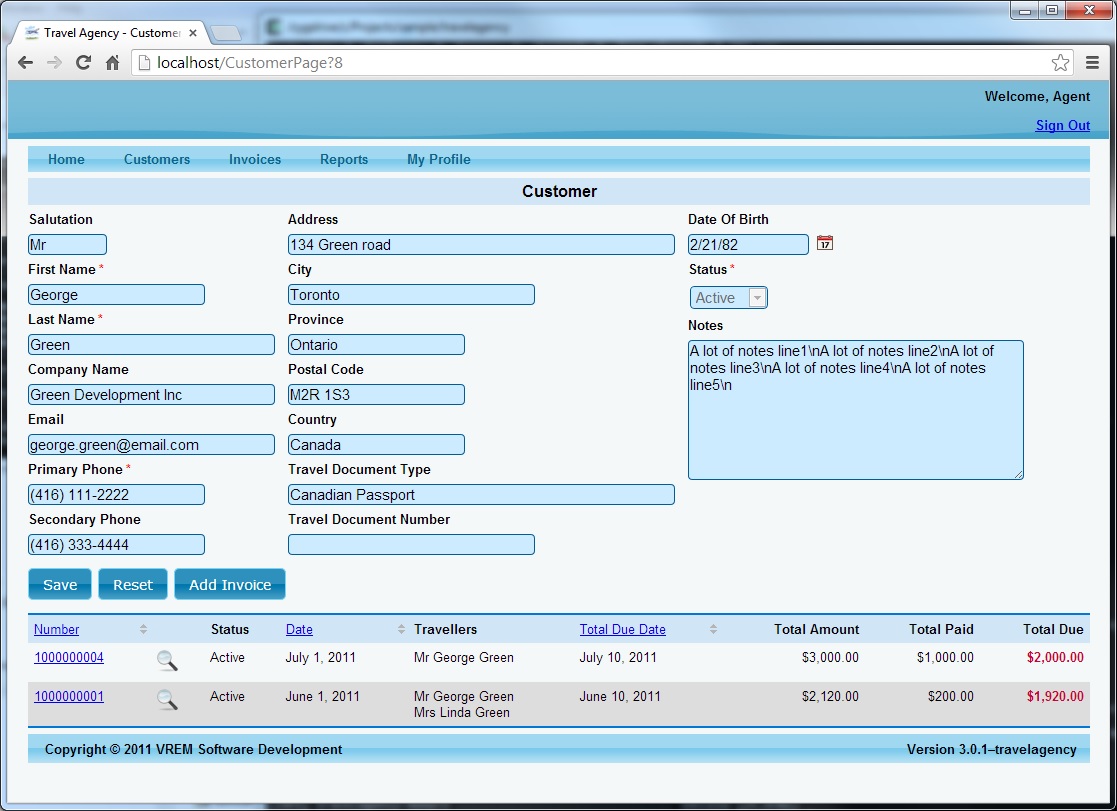 Travel Agency - Customer
localhost/CustomerPage?8
Welcome, Agent
Sign Out
Home Customers Invoices Reports My Profile
Customer
Salutation
Mr
First Name *
George
Last Name *
Green
Company Name
Green Development Inc
Email
george.green@email.com
Primary Phone *
(416) 111-2222
Secondary Phone
(416) 333-4444
Address
134 Green road
City
Toronto
Province
Ontario
Postal Code
M2R 1S3
Country
Canada
Travel Document Type
Canadian Passport
Travel Document Number
Date Of Birth
2/21/82
17
Status *
Active
Notes
A lot of notes line1\nA lot of notes line2\nA lot of
notes line3\nA lot of notes line4\nA lot of notes
line5\n
Save Reset Add Invoice
Number Status Date Travellers Total Due Date Total Amount Total Paid Total Due
1000000004 Active July 1, 2011 Mr George Green July 10, 2011 $3,000.00 $1,000.00 $2,000.00
1000000001 Active June 1, 2011 Mr George Green June 10, 2011 $2,120.00 $200.00 $1,920.00
Mrs Linda Green
Copyright © 2011 VREM Software Development Version 3.0.1–travelagency